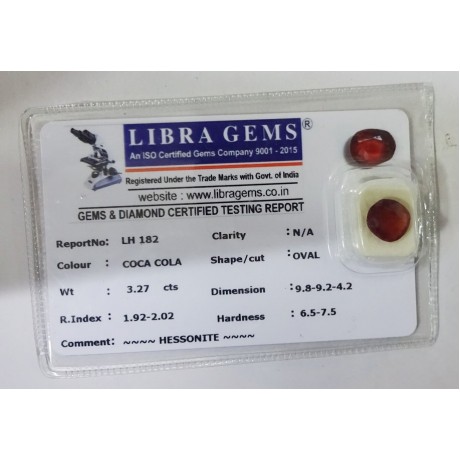 LIBRA GEMS®
An ISO Certified Gems Company 9001 - 2015
Registered Under the Trade Marks with Govt. of India
website : www.libragems.co.in
GEMS & DIAMOND CERTIFIED TESTING REPORT
ReportNo: LH 182 Clarity : N/A
Colour : COCA COLA Shape/cut : OVAL
Wt : 3.27 cts Dimension : 9.8-9.2-4.2
R.Index : 1.92-2.02 Hardness : 6.5-7.5
Comment: ~~~~ HESSONITE ~~~~